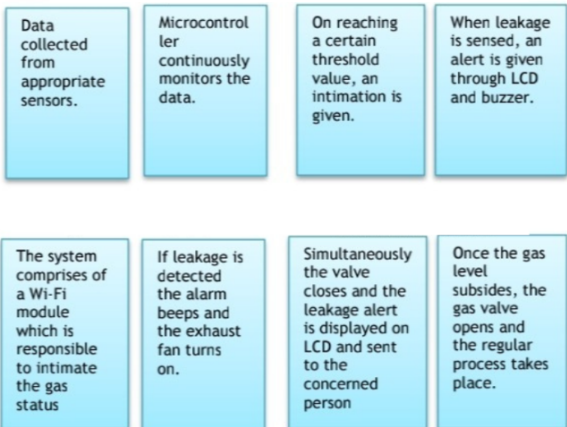 Data
collected
from
appropriate
sensors.
Microcontrol
ler
continuously
monitors the
data.
On reaching
a certain
threshold
value, an
intimation is
given.
When leakage
is sensed, an
alert is given
through LCD
and buzzer.
The system
comprises of
a Wi-Fi
module
which is
responsible
to intimate
the gas
status
If leakage is
detected
the alarm
beeps and
the exhaust
fan turns
on.
Simultaneously
the valve
closes and the
leakage alert
is displayed on
LCD and sent
to the
concerned
person
Once the gas
level
subsides, the
gas valve
opens and
the regular
process takes
place.